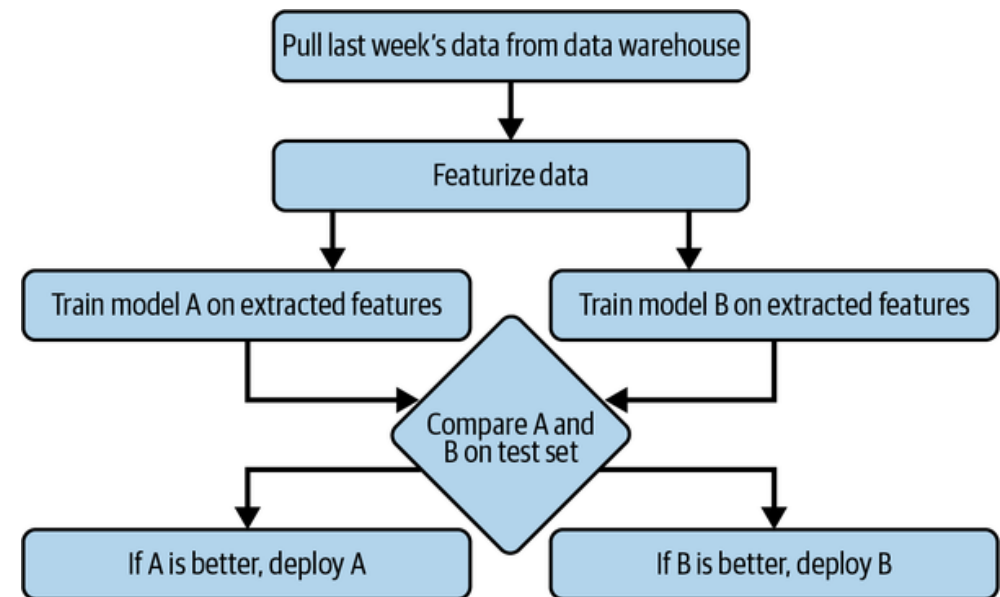 Pull last week’s data from data warehouse
Featurize data
Train model A on extracted features
Train model B on extracted features
Compare A and
B on test set
If A is better, deploy A
If B is better, deploy B